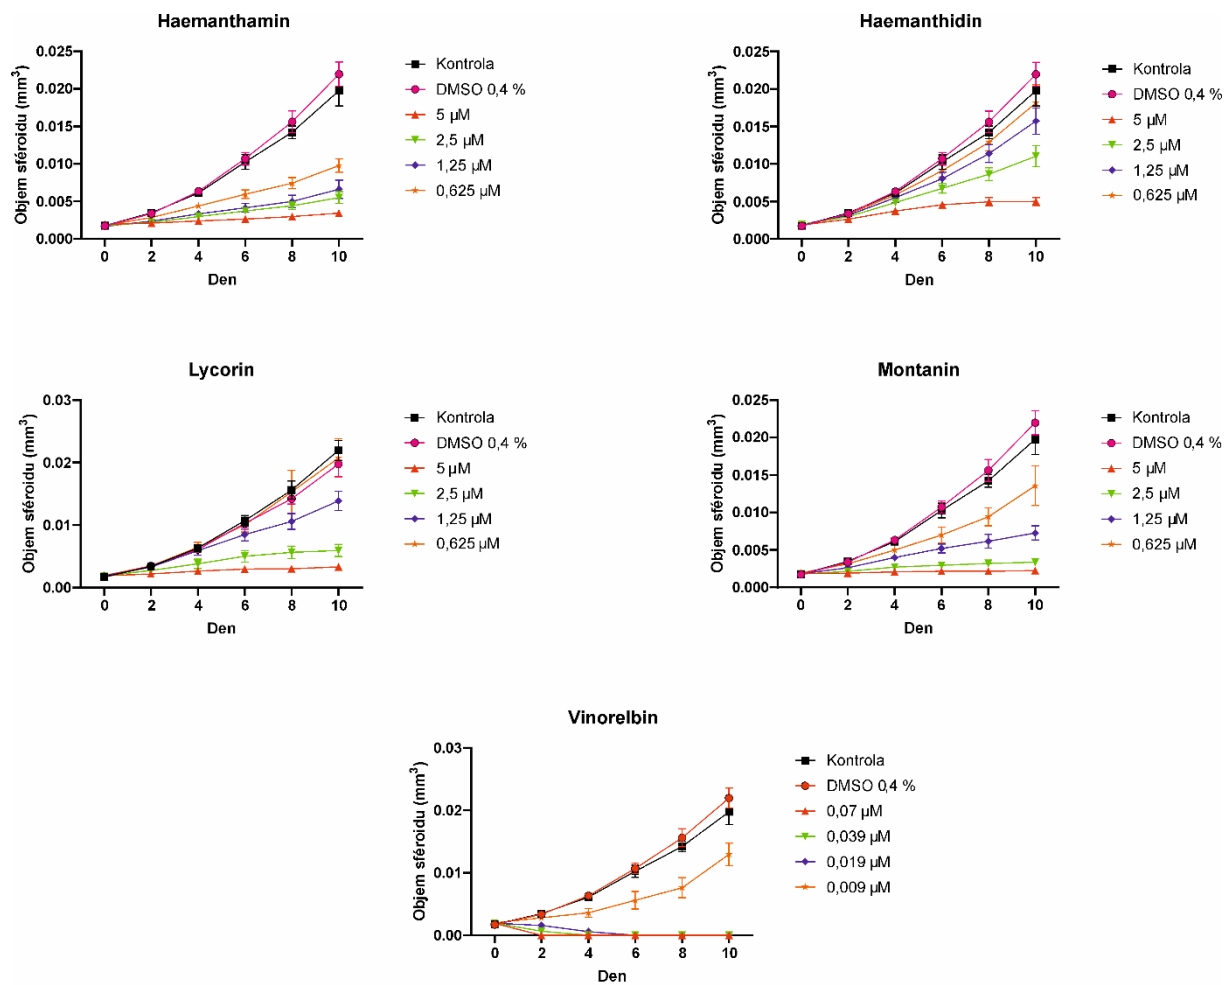 Haemanthamin
Objem sféroidu (mm³)
0.025
0.020
0.015
0.010
0.005
0.000
0 2 4 6 8 10
Den
Kontrola
DMSO 0,4 %
5 µM
2,5 µM
1,25 µM
0,625 µM
Haemanthidin
Objem sféroidu (mm³)
0.025
0.020
0.015
0.010
0.005
0.000
0 2 4 6 8 10
Den
Kontrola
DMSO 0,4 %
5 µM
2,5 µM
1,25 µM
0,625 µM
Lycorin
Objem sféroidu (mm³)
0.03
0.02
0.01
0.00
0 2 4 6 8 10
Den
Kontrola
DMSO 0,4 %
5 µM
2,5 µM
1,25 µM
0,625 µM
Montanin
Objem sféroidu (mm³)
0.025
0.020
0.015
0.010
0.005
0.000
0 2 4 6 8 10
Den
Kontrola
DMSO 0,4 %
5 µM
2,5 µM
1,25 µM
0,625 µM
Vinorelbin
Objem sféroidu (mm³)
0.03
0.02
0.01
0.00
0 2 4 6 8 10
Den
Kontrola
DMSO 0,4 %
0,07 µM
0,039 µM
0,019 µM
0,009 µM